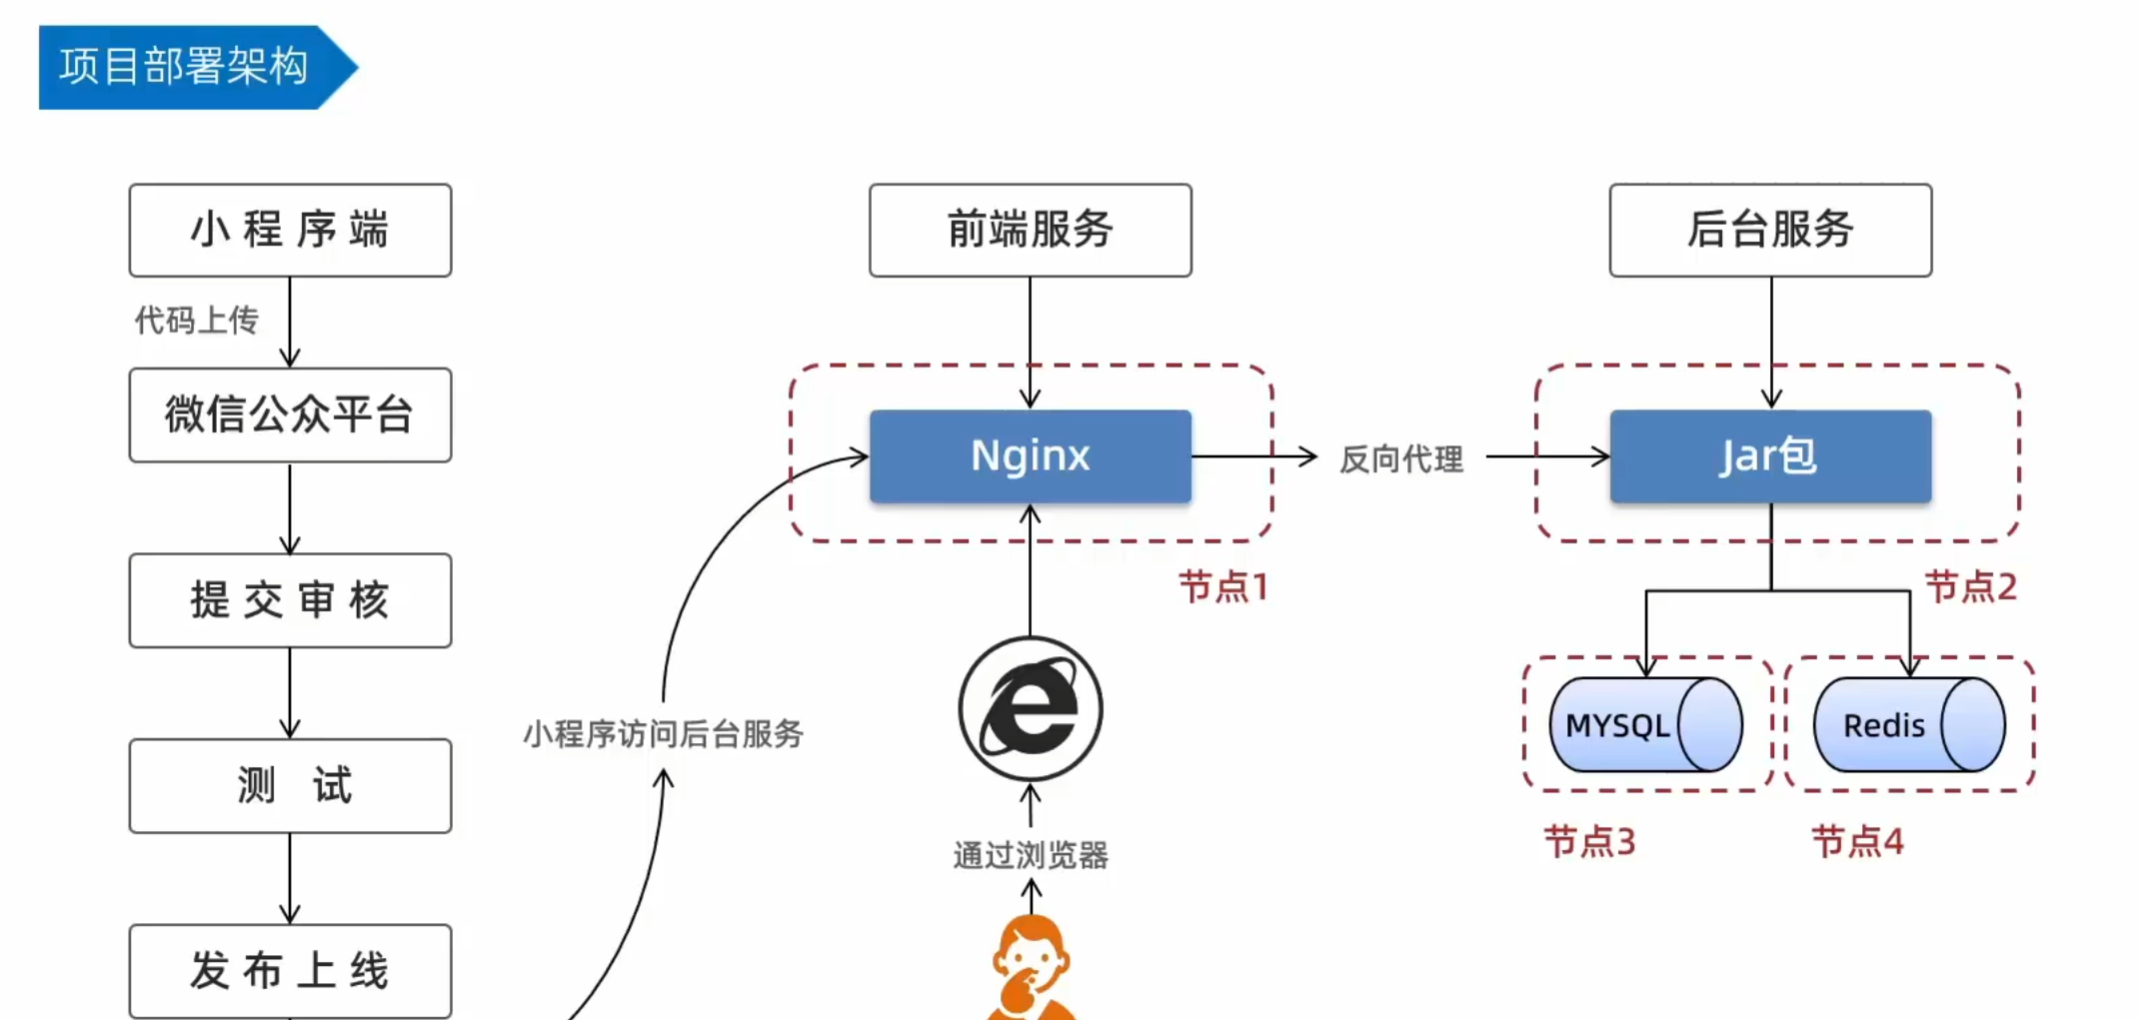 项目部署架构
小程序端
前端服务
后台服务
代码上传
微信公众平台
Nginx
反向代理
Jar包
提交审核
节点1
节点2
小程序访问后台服务
MYSQL
Redis
测 试
节点3
节点4
通过浏览器
发布上线